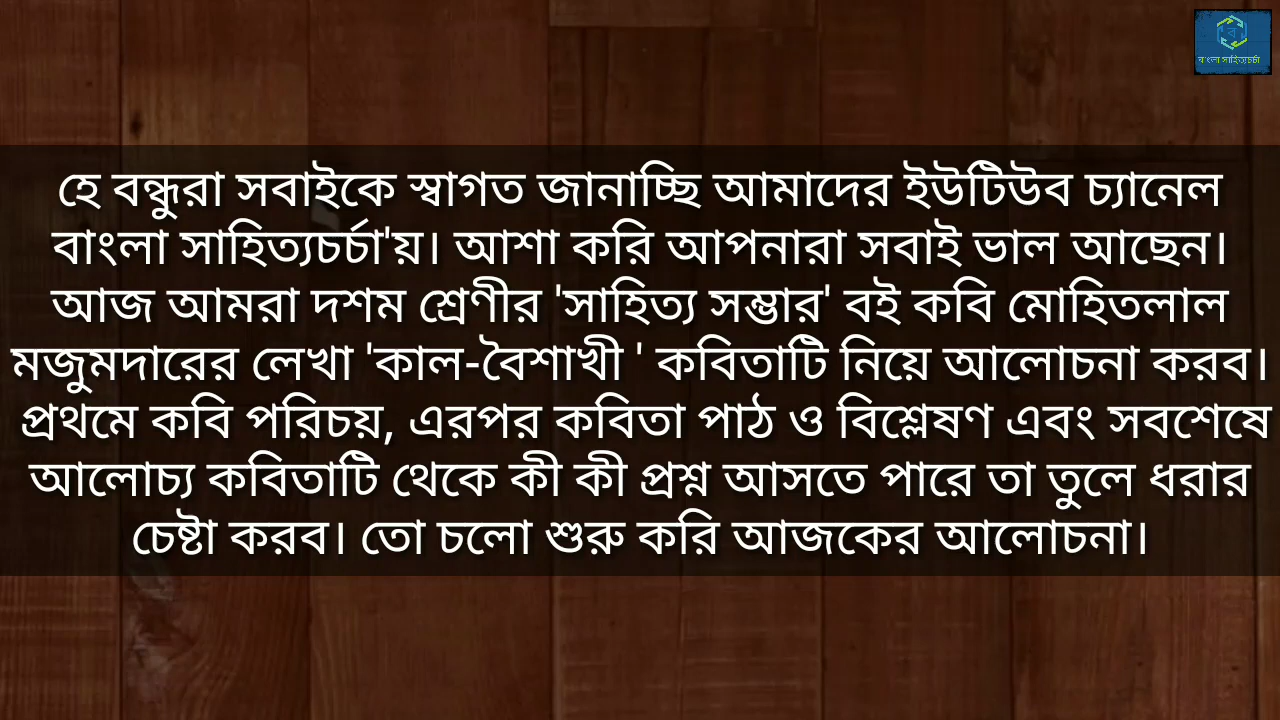 বাংলা সাহিত্যচর্চা
হে বন্ধুরা সবাইকে স্বাগত জানাচ্ছি আমাদের ইউটিউব চ্যানেল
বাংলা সাহিত্যচর্চা'য়। আশা করি আপনারা সবাই ভাল আছেন।
আজ আমরা দশম শ্রেণীর 'সাহিত্য সম্ভার' বই কবি মোহিতলাল
মজুমদারের লেখা 'কাল-বৈশাখী ' কবিতাটি নিয়ে আলোচনা করব।
প্রথমে কবি পরিচয়, এরপর কবিতা পাঠ ও বিশ্লেষণ এবং সবশেষে
আলোচ্য কবিতাটি থেকে কী কী প্রশ্ন আসতে পারে তা তুলে ধরার
চেষ্টা করব। তো চলো শুরু করি আজকের আলোচনা।